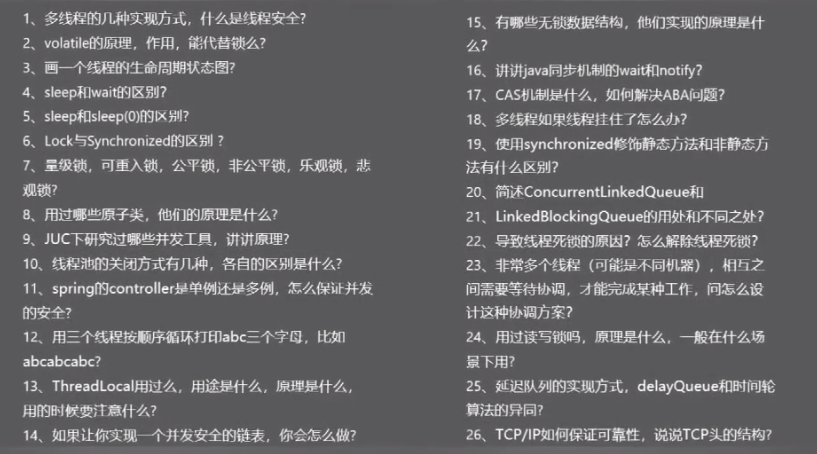 1、多线程的几种实现方式，什么是线程安全?
2、volatile的原理，作用，能代替锁么?
3、画一个线程的生命周期状态图?
4、sleep和wait的区别?
5、sleep和sleep(0)的区别?
6、Lock与Synchronized的区别 ?
7、量级锁，可重入锁，公平锁，非公平锁，乐观锁，悲
观锁?
8、用过哪些原子类，他们的原理是什么?
9、JUC下研究过哪些并发工具，讲讲原理?
10、线程池的关闭方式有几种，各自的区别是什么?
11、spring的controller是单例还是多例，怎么保证并发
的安全?
12、用三个线程按顺序循环打印abc三个字母，比如
abcabcabc?
13、ThreadLocal用过么，用途是什么，原理是什么，
用的时候要注意什么?
14、如果让你实现一个并发安全的链表，你会怎么做?
15、有哪些无锁数据结构，他们实现的原理是什
么?
16、讲讲java同步机制的wait和notify?
17、CAS机制是什么，如何解决ABA问题?
18、多线程如果线程挂住了怎么办?
19、使用synchronized修饰静态方法和非静态方
法有什么区别?
20、简述ConcurrentLinkedQueue和
21、LinkedBlockingQueue的用处和不同之处?
22、导致线程死锁的原因？怎么解除线程死锁?
23、非常多个线程（可能是不同机器），相互之
间需要等待协调，才能完成某种工作，问怎么设
计这种协调方案?
24、用过读写锁吗，原理是什么，一般在什么场
景下用?
25、延迟队列的实现方式，delayQueue和时间轮
算法的异同?
26、TCP/IP如何保证可靠性，说说TCP头的结构?